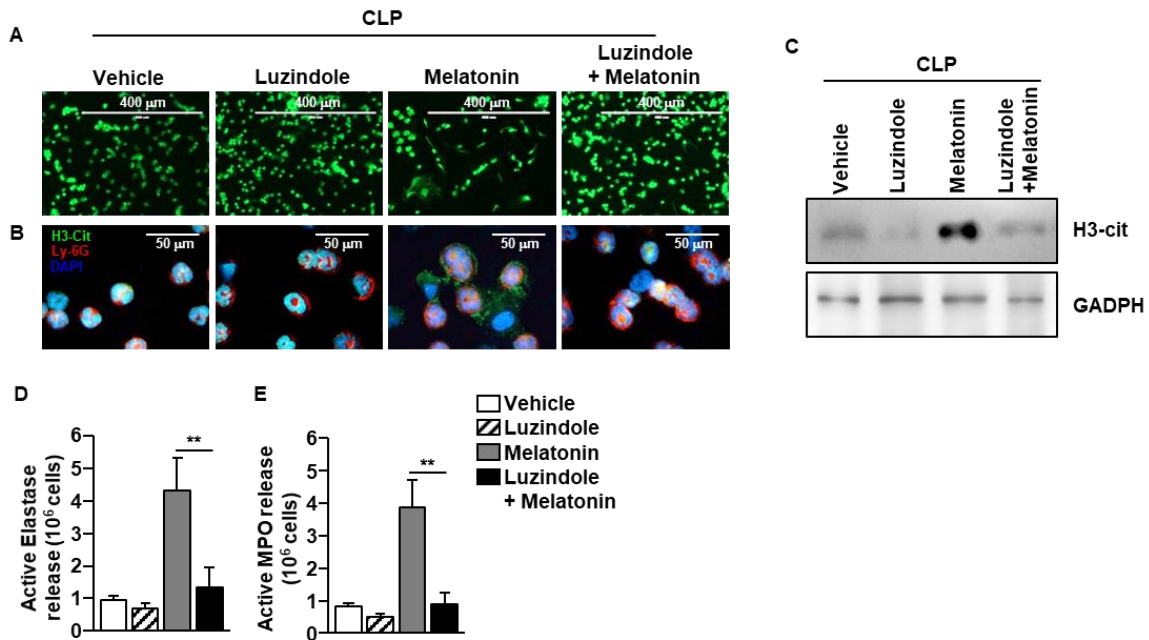 A
CLP
Vehicle
Luzindole
Melatonin
Luzindole
+ Melatonin
400 µm
400 µm
400 µm
400 µm
B
H3-Cit
Ly-6G
DAPI
50 µm
50 µm
50 µm
50 µm
C
CLP
Vehicle
Luzindole
Melatonin
Luzindole
+Melatonin
H3-cit
GADPH
D
Active Elastase
release (10⁶ cells)
6
5
4
3
2
1
0
**
E
Active MPO release
(10⁶ cells)
6
5
4
3
2
1
0
**
Vehicle
Luzindole
Melatonin
Luzindole
+ Melatonin